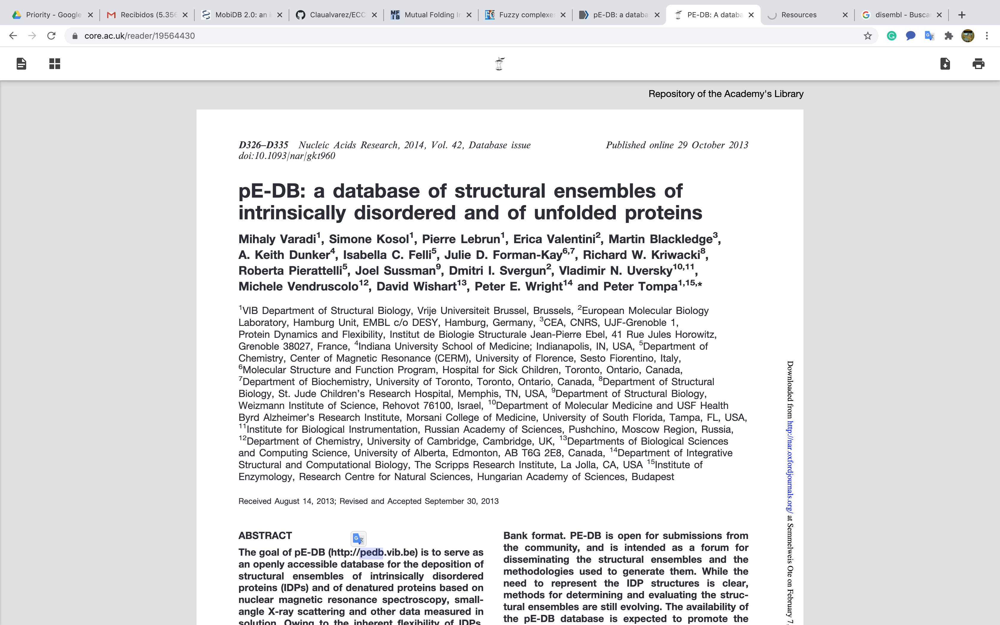 Priority - Google
Recibidos (5.356
MobiDB 2.0: an i
Claualvarez/ECC
MFIB Mutual Folding In
Fuzzy complexes
pE-DB: a databa
PE-DB: A databa
Resources
disembl - Busca
core.ac.uk/reader/19564430
Repository of the Academy's Library
D326–D335 Nucleic Acids Research, 2014, Vol. 42, Database issue
Published online 29 October 2013
doi:10.1093/nar/gkt960
pE-DB: a database of structural ensembles of
intrinsically disordered and of unfolded proteins
Mihaly Varadi1, Simone Kosol1, Pierre Lebrun1, Erica Valentini2, Martin Blackledge3,
A. Keith Dunker4, Isabella C. Felli5, Julie D. Forman-Kay6,7, Richard W. Kriwacki8,
Roberta Pierattelli5, Joel Sussman9, Dmitri I. Svergun2, Vladimir N. Uversky10,11,
Michele Vendruscolo12, David Wishart13, Peter E. Wright14 and Peter Tompa1,15,*
1VIB Department of Structural Biology, Vrije Universiteit Brussel, Brussels, 2European Molecular Biology
Laboratory, Hamburg Unit, EMBL c/o DESY, Hamburg, Germany, 3CEA, CNRS, UJF-Grenoble 1,
Protein Dynamics and Flexibility, Institut de Biologie Structurale Jean-Pierre Ebel, 41 Rue Jules Horowitz,
Grenoble 38027, France, 4Indiana University School of Medicine; Indianapolis, IN, USA, 5Department of
Chemistry, Center of Magnetic Resonance (CERM), University of Florence, Sesto Fiorentino, Italy,
6Molecular Structure and Function Program, Hospital for Sick Children, Toronto, Ontario, Canada,
7Department of Biochemistry, University of Toronto, Toronto, Ontario, Canada, 8Department of Structural
Biology, St. Jude Children’s Research Hospital, Memphis, TN, USA, 9Department of Structural Biology,
Weizmann Institute of Science, Rehovot 76100, Israel, 10Department of Molecular Medicine and USF Health
Byrd Alzheimer’s Research Institute, Morsani College of Medicine, University of South Florida, Tampa, FL, USA,
11Institute for Biological Instrumentation, Russian Academy of Sciences, Pushchino, Moscow Region, Russia,
12Department of Chemistry, University of Cambridge, Cambridge, UK, 13Departments of Biological Sciences
and Computing Science, University of Alberta, Edmonton, AB T6G 2E8, Canada, 14Department of Integrative
Structural and Computational Biology, The Scripps Research Institute, La Jolla, CA, USA 15Institute of
Enzymology, Research Centre for Natural Sciences, Hungarian Academy of Sciences, Budapest
Received August 14, 2013; Revised and Accepted September 30, 2013
ABSTRACT
The goal of pE-DB (http://pedb.vib.be) is to serve as
an openly accessible database for the deposition of
structural ensembles of intrinsically disordered
proteins (IDPs) and of denatured proteins based on
nuclear magnetic resonance spectroscopy, small-
angle X-ray scattering and other data measured in
solution. Owing to the inherent flexibility of IDPs,
Bank format. PE-DB is open for submissions from
the community, and is intended as a forum for
disseminating the structural ensembles and the
methodologies used to generate them. While the
need to represent the IDP structures is clear,
methods for determining and evaluating the struc-
tural ensembles are still evolving. The availability of
the pE-DB database is expected to promote the
Downloaded from http://nar.oxfordjournals.org/ at Semmelweis Ote on February 7,